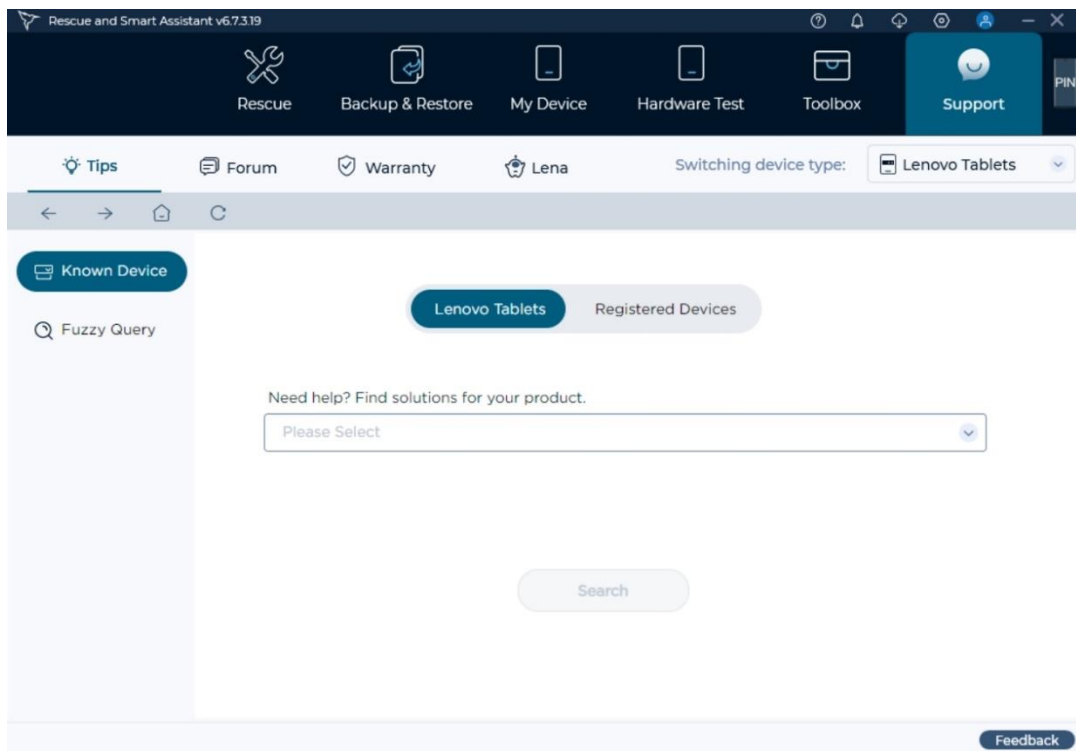 Rescue and Smart Assistant v6.7.3.19
Rescue
Backup & Restore
My Device
Hardware Test
Toolbox
Support
PIN
Tips
Forum
Warranty
Lena
Switching device type:
Lenovo Tablets
Known Device
Fuzzy Query
Lenovo Tablets
Registered Devices
Need help? Find solutions for your product.
Please Select
Search
Feedback